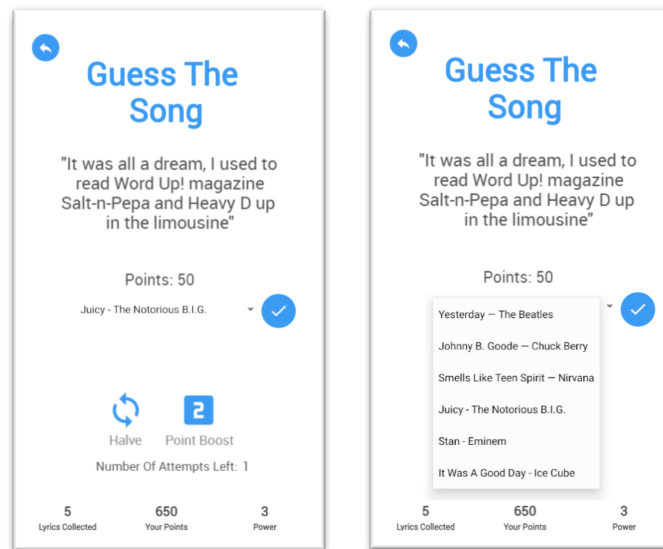 Guess The
Song
"It was all a dream, I used to
read Word Up! magazine
Salt-n-Pepa and Heavy D up
in the limousine"
Points: 50
Juicy - The Notorious B.I.G.
2
Halve Point Boost
Number Of Attempts Left: 1
5 650 3
Lyrics Collected Your Points Power
Guess The
Song
"It was all a dream, I used to
read Word Up! magazine
Salt-n-Pepa and Heavy D up
in the limousine"
Points: 50
Yesterday — The Beatles
Johnny B. Goode — Chuck Berry
Smells Like Teen Spirit — Nirvana
Juicy - The Notorious B.I.G.
Stan - Eminem
It Was A Good Day - Ice Cube
5 650 3
Lyrics Collected Your Points Power